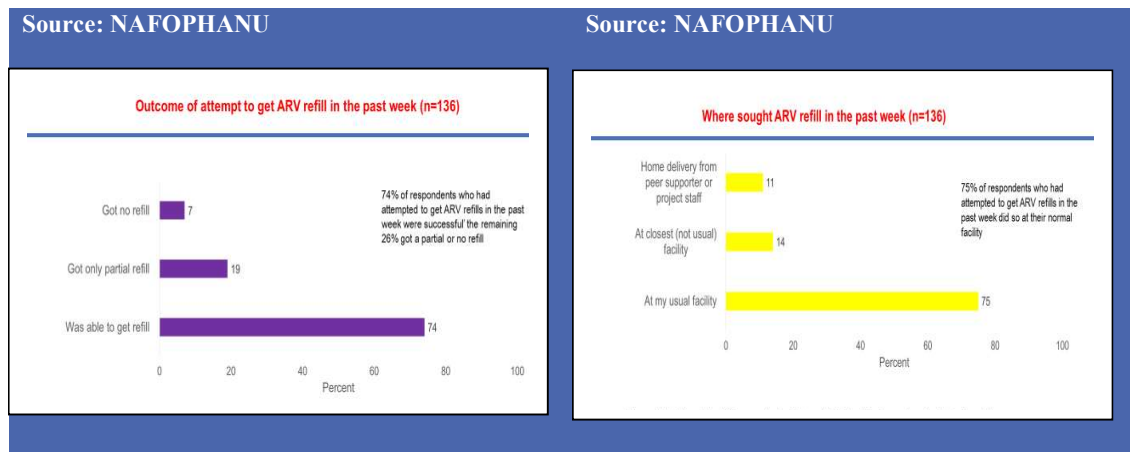 Source: NAFOPHANU
Outcome of attempt to get ARV refill in the past week (n=136)
74% of respondents who had
attempted to get ARV refills in the past
week were successful' the remaining
26% got a partial or no refill
Got no refill
7
Got only partial refill
19
Was able to get refill
74
0 20 40 60 80 100
Percent
Source: NAFOPHANU
Where sought ARV refill in the past week (n=136)
Home delivery from
peer supporter or
project staff
11
75% of respondents who had
attempted to get ARV refills in the
past week did so at their normal
facility
At closest (not usual)
facility
14
At my usual facility
75
0 20 40 60 80 100
Percent